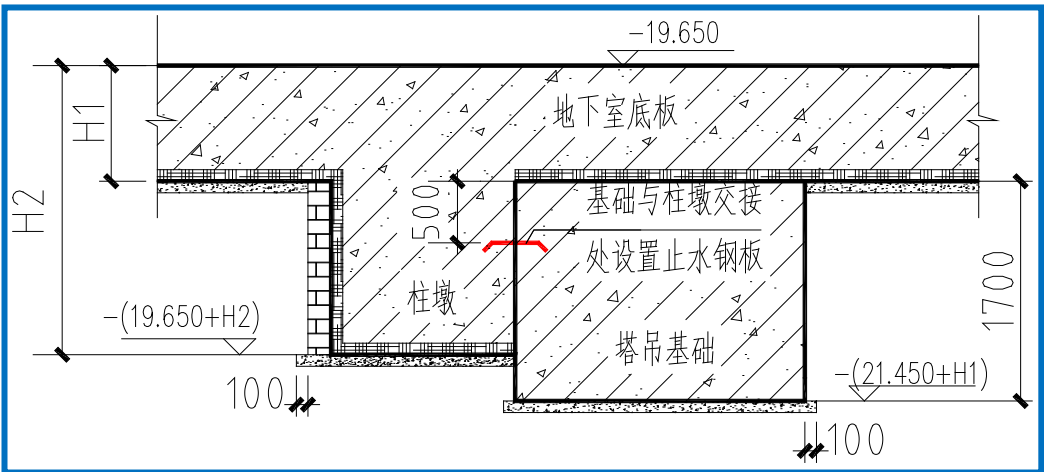 -19.650
地下室底板
H1
H2
500
基础与柱墩交接
处设置止水钢板
柱墩
-(19.650+H2)
塔吊基础
1700
-(21.450+H1)
100
100